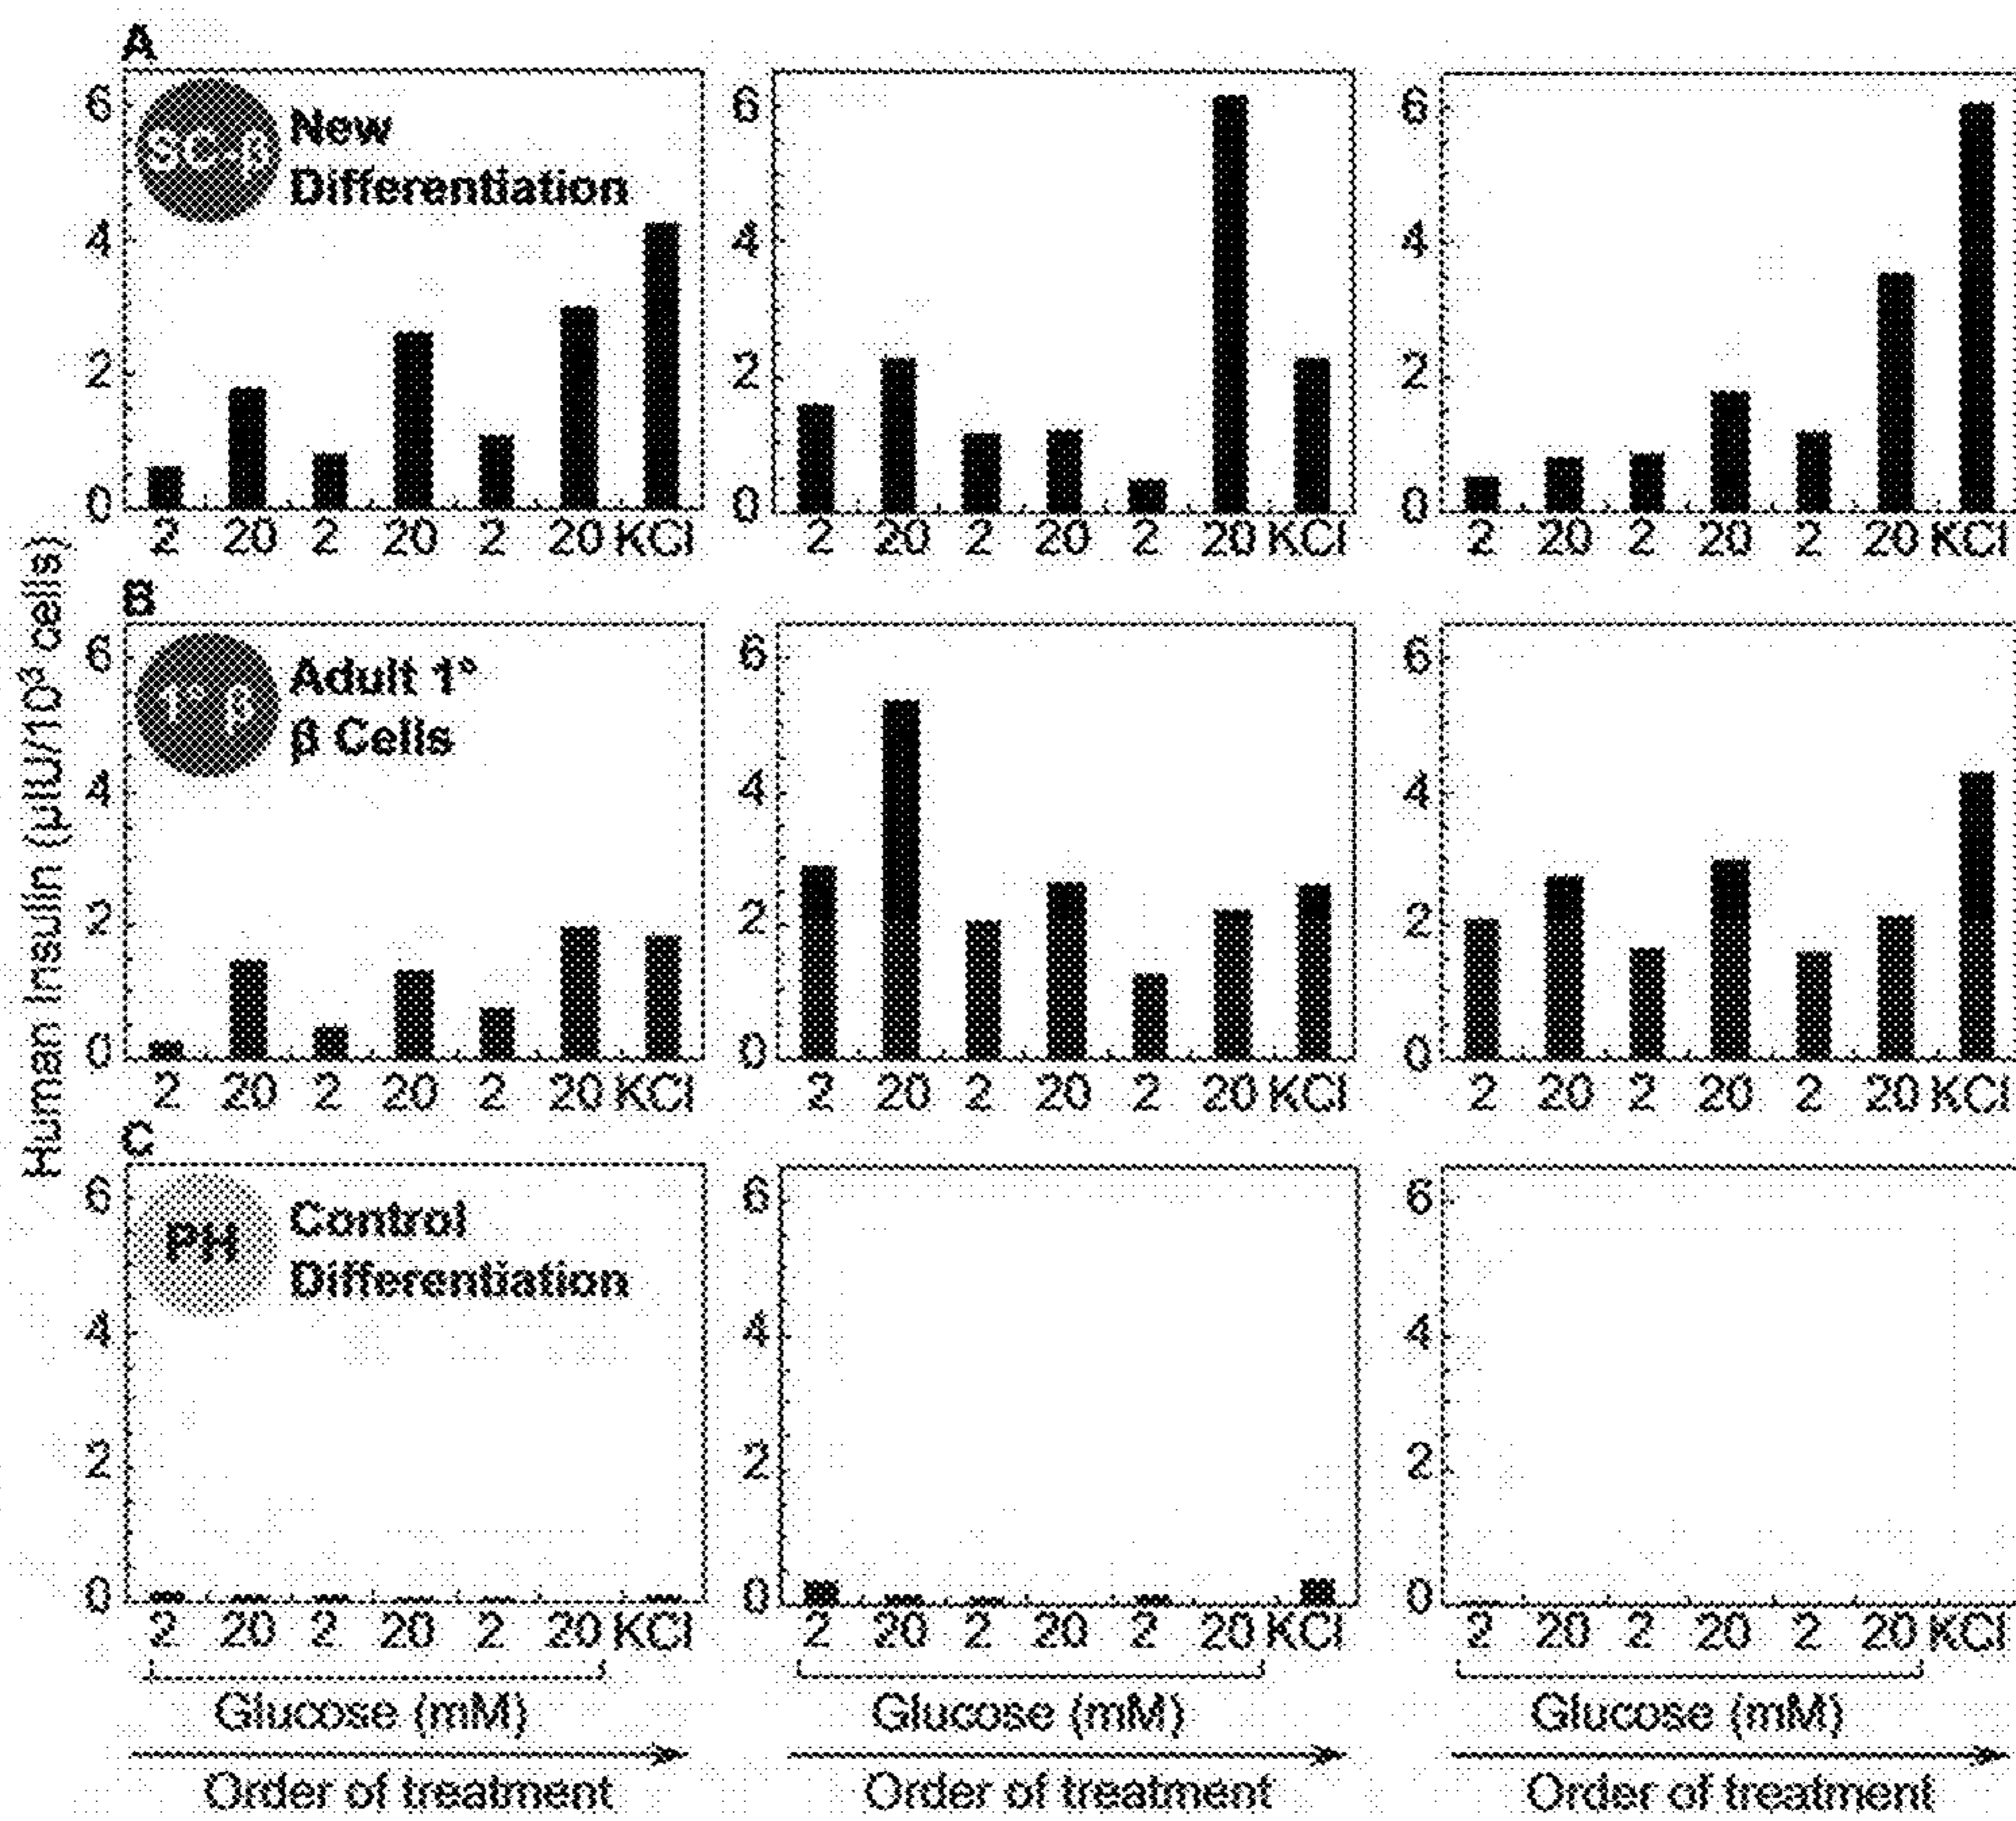 A
SC-β New
Differentiation
6 6 6
4 4 4
2 2 2
0 0 0
2 20 2 20 2 20 KCl 2 20 2 20 2 20 KCl 2 20 2 20 2 20 KCl
Human Insulin (μIU/10³ cells)
B
1° β Adult 1°
β Cells
6 6 6
4 4 4
2 2 2
0 0 0
2 20 2 20 2 20 KCl 2 20 2 20 2 20 KCl 2 20 2 20 2 20 KCl
C
PH Control
Differentiation
6 6 6
4 4 4
2 2 2
0 0 0
2 20 2 20 2 20 KCl 2 20 2 20 2 20 KCl 2 20 2 20 2 20 KCl
Glucose (mM) Glucose (mM) Glucose (mM)
Order of treatment Order of treatment Order of treatment